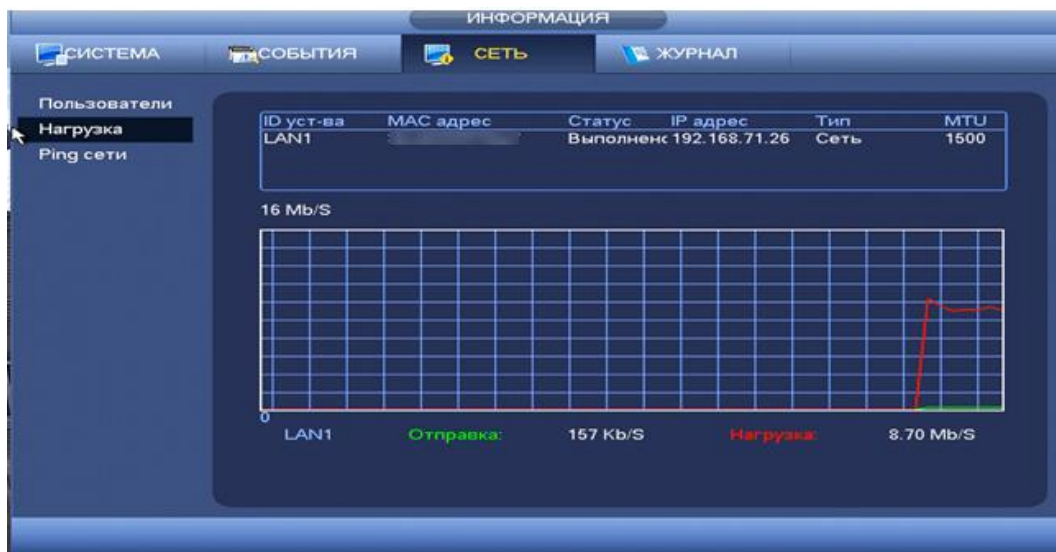 ИНФОРМАЦИЯ
СИСТЕМА СОБЫТИЯ СЕТЬ ЖУРНАЛ
Пользователи
Нагрузка
Ping сети
ID уст-ва MAC адрес Статус IP адрес Тип MTU
LAN1 Выполненс 192.168.71.26 Сеть 1500
16 Mb/S
0
LAN1 Отправка: 157 Kb/S Нагрузка: 8.70 Mb/S